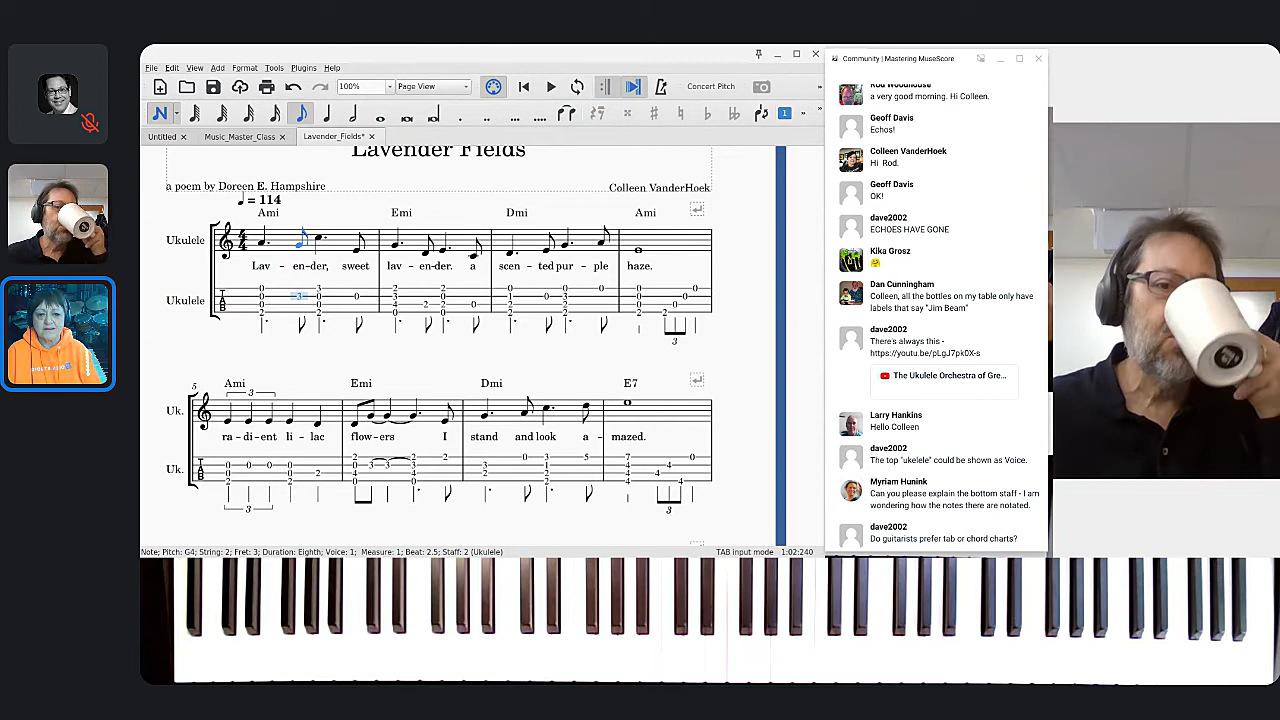 File Edit View Add Format Tools Plugins Help
100% Page View Concert Pitch
N 1
Untitled Music_Master_Class Lavender_Fields*
Lavender Fields
a poem by Doreen E. Hampshire
Colleen VanderHoek
♩ = 114
Ami Emi Dmi Ami
Ukulele
Lav - en-der, sweet lav - en-der. a scen - ted pur - ple haze.
Ukulele
3
5
Ami Emi Dmi E7
3
Uk.
ra-di-ent li-lac flow-ers I stand and look a - mazed.
Uk.
3 3
Note; Pitch: G4; String: 2; Fret: 3; Duration: Eighth; Voice: 1; Measure: 1; Beat: 2.5; Staff: 2 (Ukulele)
TAB input mode 1:02:240
Community | Mastering MuseScore
Rod Woodhouse
a very good morning. Hi Colleen.
Geoff Davis
Echos!
Colleen VanderHoek
Hi Rod.
Geoff Davis
OK!
dave2002
ECHOES HAVE GONE
Kika Grosz
🤗
Dan Cunningham
Colleen, all the bottles on my table only have
labels that say "Jim Beam"
dave2002
There's always this -
https://youtu.be/pLgJ7pk0X-s
The Ukulele Orchestra of Gre...
Larry Hankins
Hello Colleen
dave2002
The top "ukelele" could be shown as Voice.
Myriam Hunink
Can you please explain the bottom staff - I am
wondering how the notes there are notated.
dave2002
Do guitarists prefer tab or chord charts?